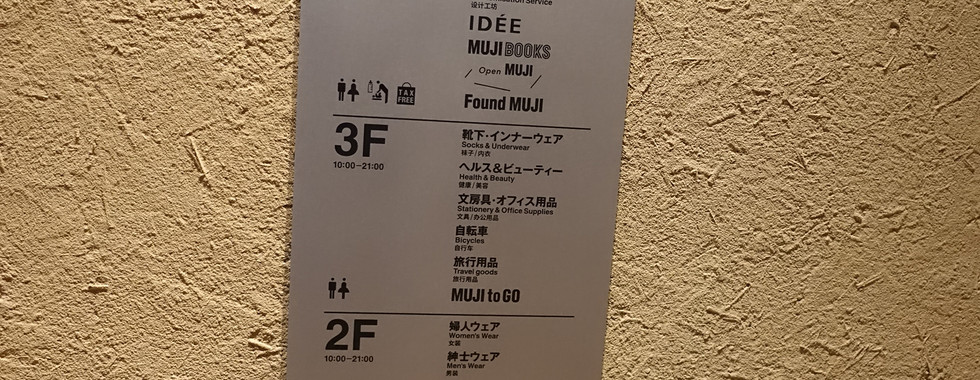 Service
设计工坊
IDÉE
MUJI BOOKS
Open MUJI
Found MUJI
TAX FREE
3F
10:00–21:00
靴下・インナーウェア
Socks & Underwear
袜子/内衣
ヘルス&ビューティー
Health & Beauty
健康/美容
文房具・オフィス用品
Stationery & Office Supplies
文具/办公用品
自転車
Bicycles
自行车
旅行用品
Travel goods
旅行用品
MUJI to GO
2F
10:00–21:00
婦人ウェア
Women's Wear
女装
紳士ウェア
Men's Wear
男装